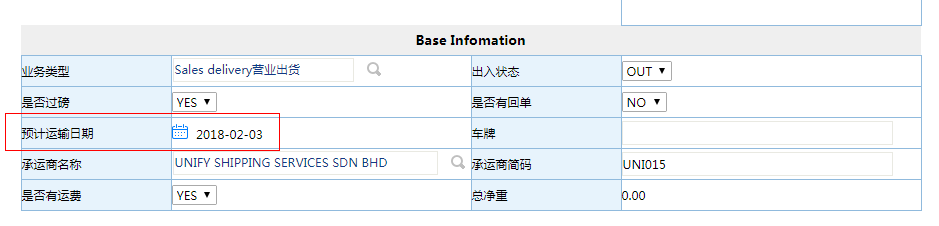 Base Infomation
业务类型 Sales delivery营业出货 出入状态 OUT
是否过磅 YES 是否有回单 NO
预计运输日期 2018-02-03 车牌
承运商名称 UNIFY SHIPPING SERVICES SDN BHD 承运商简码 UNI015
是否有运费 YES 总净重 0.00